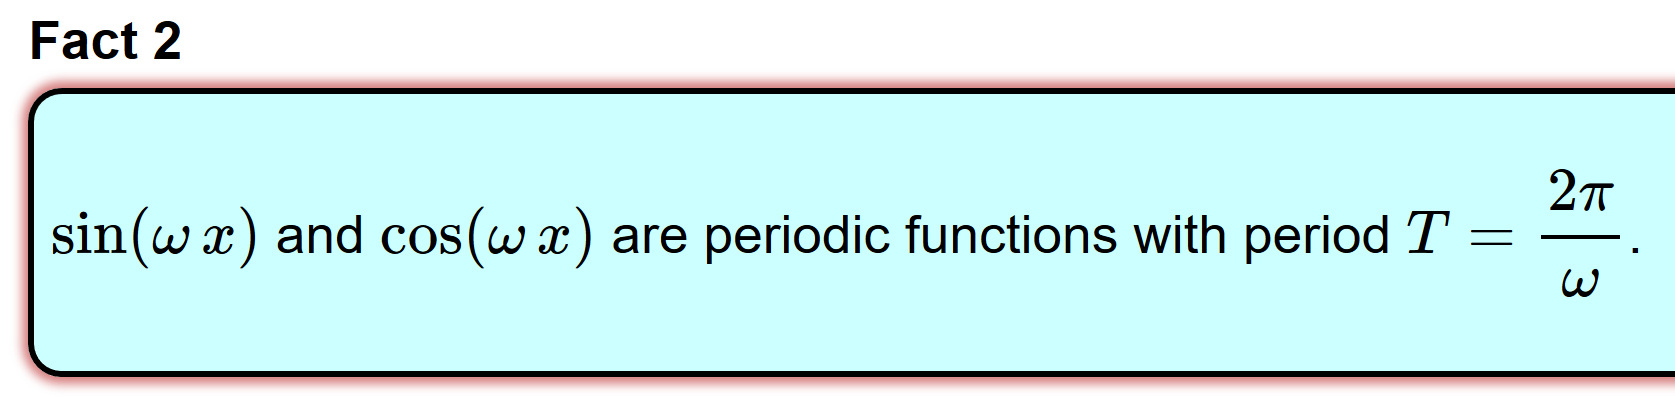 Fact 2
sin(ω x) and cos(ω x) are periodic functions with period T = 2π/ω.